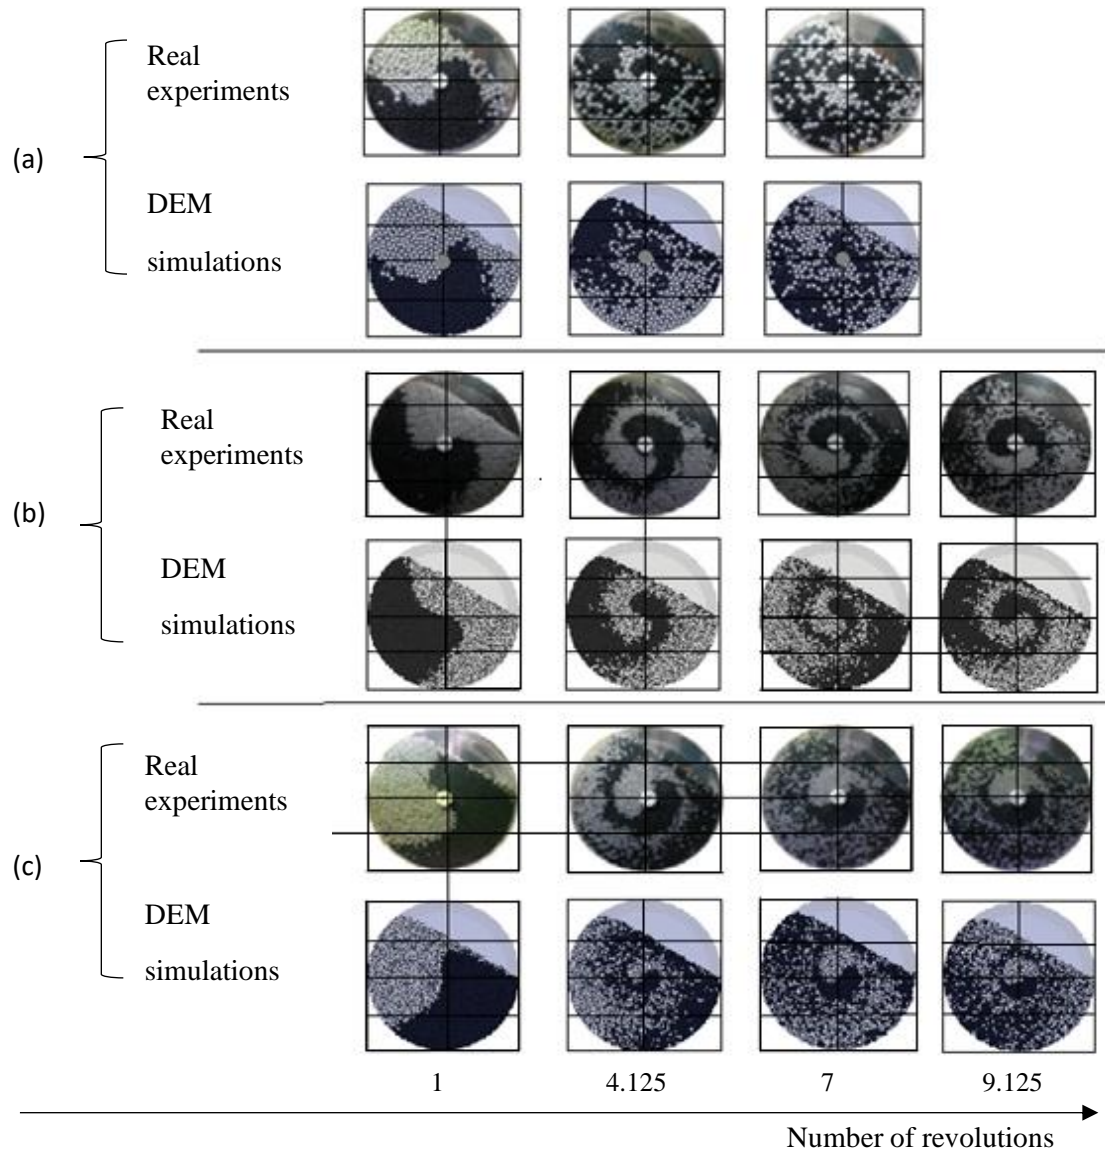 Real
experiments
(a)
DEM
simulations
Real
experiments
(b)
DEM
simulations
Real
experiments
(c)
DEM
simulations
1 4.125 7 9.125
Number of revolutions